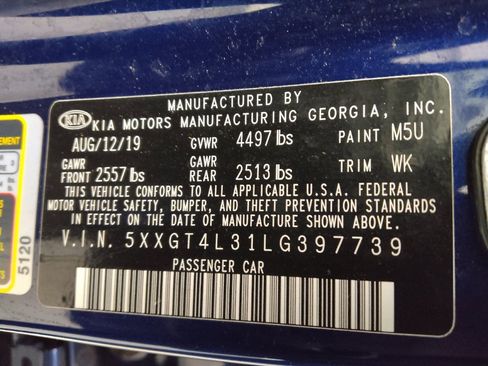 MANUFACTURED BY
KIA KIA MOTORS MANUFACTURING GEORGIA, INC.
AUG/12/19 GVWR 4497 lbs PAINT M5U
GAWR FRONT 2557 lbs GAWR REAR 2513 lbs TRIM WK
THIS VEHICLE CONFORMS TO ALL APPLICABLE U.S.A. FEDERAL
MOTOR VEHICLE SAFETY, BUMPER, AND THEFT PREVENTION STANDARDS
IN EFFECT ON THE DATE OF MANUFACTURE SHOWN ABOVE.
V.I.N. 5XXGT4L31LG397739
PASSENGER CAR
5120